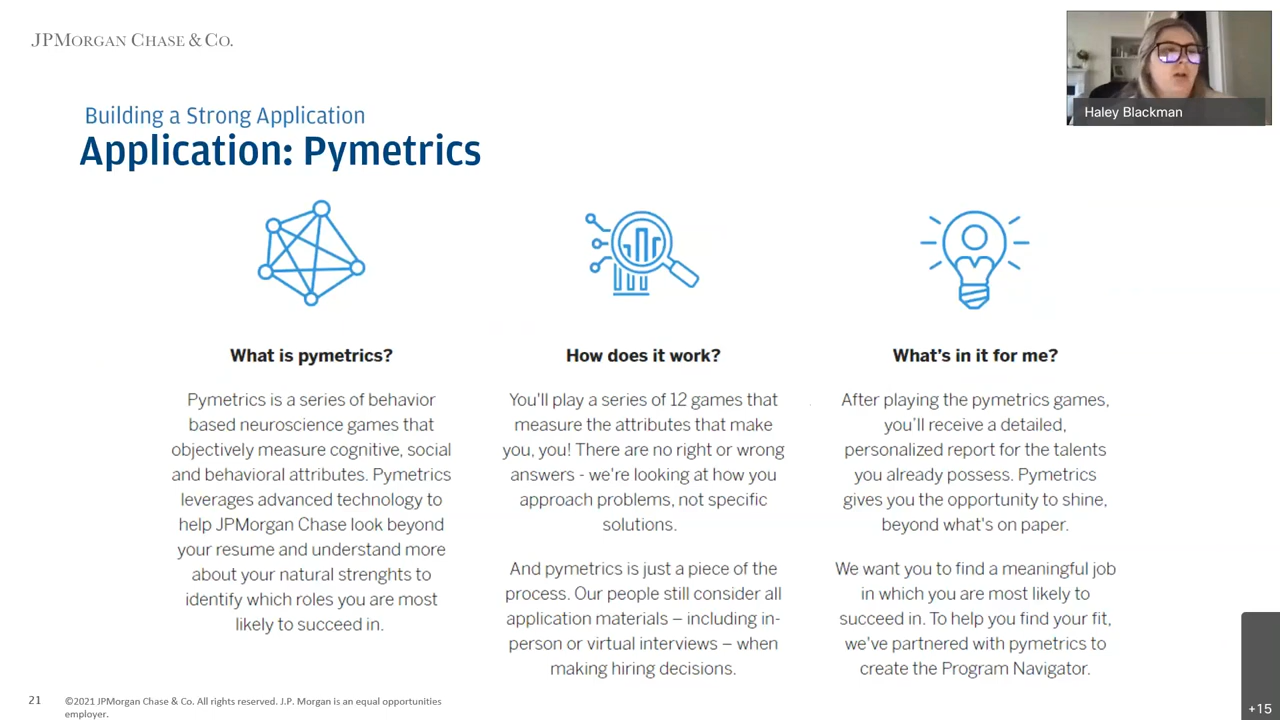 JPMORGAN CHASE & CO.
Haley Blackman
Building a Strong Application
Application: Pymetrics
What is pymetrics?
Pymetrics is a series of behavior
based neuroscience games that
objectively measure cognitive, social
and behavioral attributes. Pymetrics
leverages advanced technology to
help JPMorgan Chase look beyond
your resume and understand more
about your natural strenghts to
identify which roles you are most
likely to succeed in.
How does it work?
You'll play a series of 12 games that
measure the attributes that make
you, you! There are no right or wrong
answers - we're looking at how you
approach problems, not specific
solutions.
And pymetrics is just a piece of the
process. Our people still consider all
application materials – including in-
person or virtual interviews – when
making hiring decisions.
What's in it for me?
After playing the pymetrics games,
you'll receive a detailed,
personalized report for the talents
you already possess. Pymetrics
gives you the opportunity to shine,
beyond what's on paper.
We want you to find a meaningful job
in which you are most likely to
succeed in. To help you find your fit,
we've partnered with pymetrics to
create the Program Navigator.
21
©2021 JPMorgan Chase & Co. All rights reserved. J.P. Morgan is an equal opportunities
employer.
+15